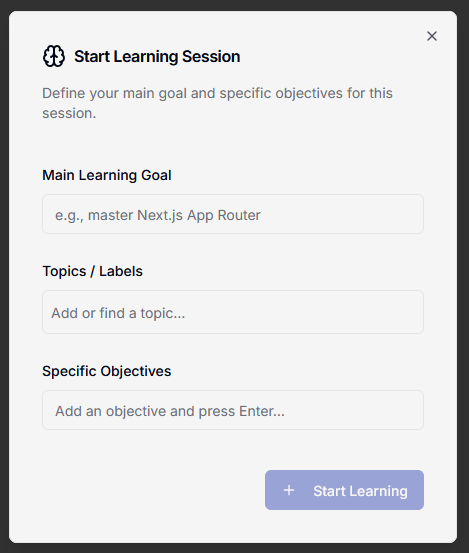 Start Learning Session
Define your main goal and specific objectives for this
session.
Main Learning Goal
e.g., master Next.js App Router
Topics / Labels
Add or find a topic...
Specific Objectives
Add an objective and press Enter...
Start Learning